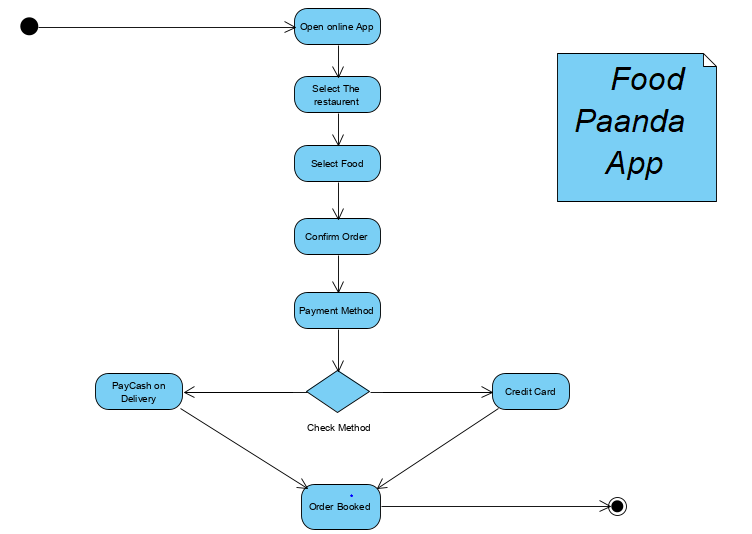 Open online App
Food
Paanda
App
Select The
restaurent
Select Food
Confirm Order
Payment Method
PayCash on
Delivery
Credit Card
Check Method
Order Booked